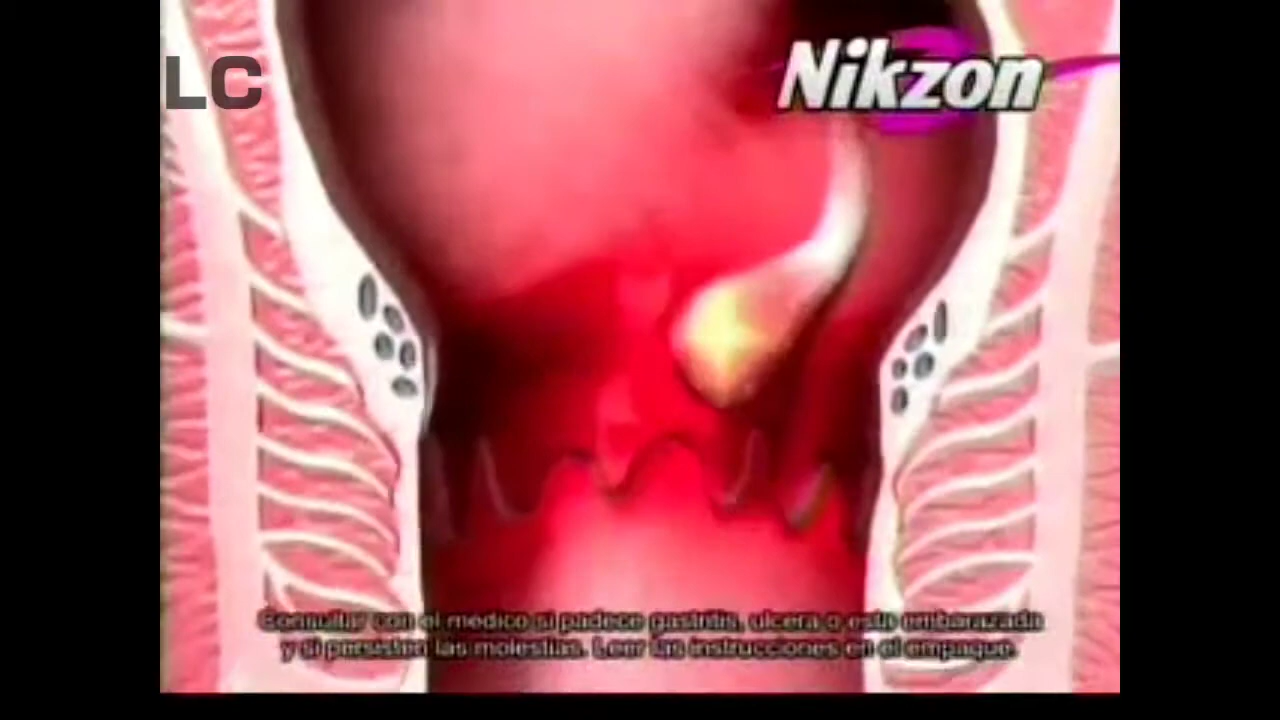 LC
Nikzon
Consultar con el medico si padece gastritis, ulcera o esta embarazada
y si persisten las molestias. Leer las instrucciones en el empaque.